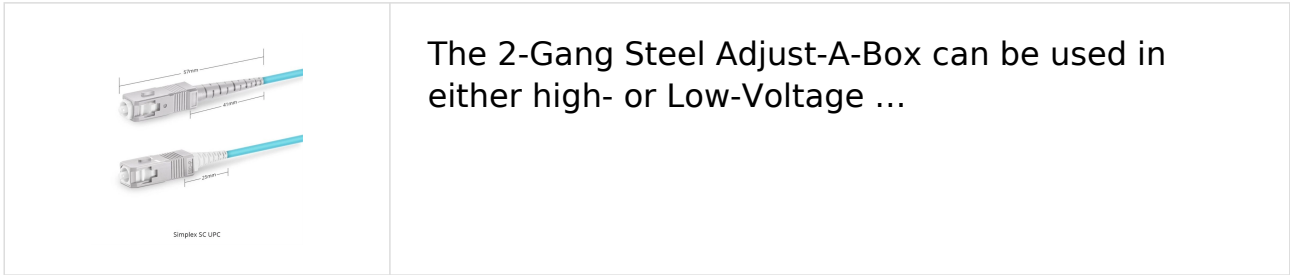 57mm
41mm
25mm
Simplex SC UPC
The 2-Gang Steel Adjust-A-Box can be used in
either high- or Low-Voltage ...